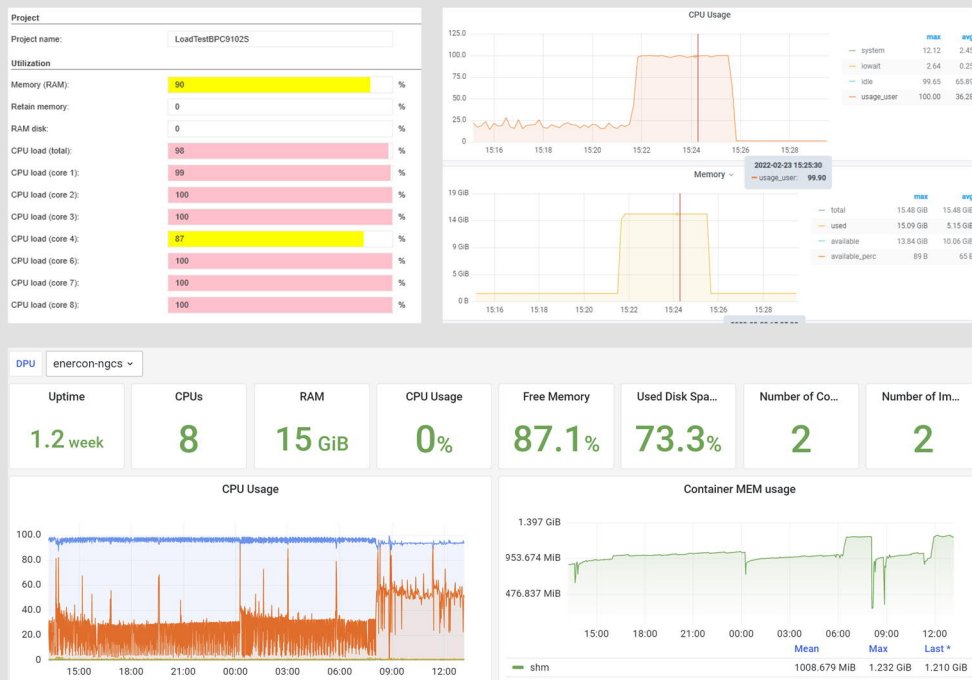 Project
Project name: LoadTestBPC9102S
Utilization
Memory (RAM): 90 %
Retain memory: 0 %
RAM disk: 0 %
CPU load (total): 98 %
CPU load (core 1): 99 %
CPU load (core 2): 100 %
CPU load (core 3): 100 %
CPU load (core 4): 87 %
CPU load (core 6): 100 %
CPU load (core 7): 100 %
CPU load (core 8): 100 %
CPU Usage
125.0
100.0
75.0
50.0
25.0
0
15:16 15:18 15:20 15:22 15:24 15:26 15:28
max avg
system 12.12 2.45
iowait 2.64 0.25
idle 99.65 65.89
usage_user 100.00 36.28
2022-02-23 15:25:30
usage_user: 99.90
Memory
19 GiB
14 GiB
9 GiB
5 GiB
0 B
15:16 15:18 15:20 15:22 15:24 15:26 15:28
max avg
total 15.48 GiB 15.48 GiB
used 15.09 GiB 5.15 GiB
available 13.84 GiB 10.06 GiB
available_perc 89 B 65 B
DPU enercon-ngcs
Uptime CPUs RAM CPU Usage Free Memory Used Disk Spa... Number of Co... Number of Im...
1.2 week 8 15 GiB 0% 87.1% 73.3% 2 2
CPU Usage
100.0
80.0
60.0
40.0
20.0
0
15:00 18:00 21:00 00:00 03:00 06:00 09:00 12:00
Container MEM usage
1.397 GiB
953.674 MiB
476.837 MiB
15:00 18:00 21:00 00:00 03:00 06:00 09:00 12:00
Mean Max Last *
shm 1008.679 MiB 1.232 GiB 1.210 GiB